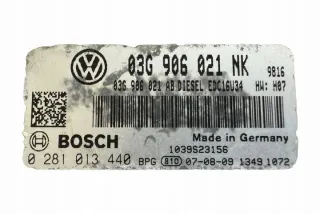 03G 906 021 NK 9816
03G 906 021 AB DIESEL EDC16U34 HW: H07
BOSCH
Made in Germany
1039S23156
0 281 013 440 BPG 810 07-08-09 1349 1072